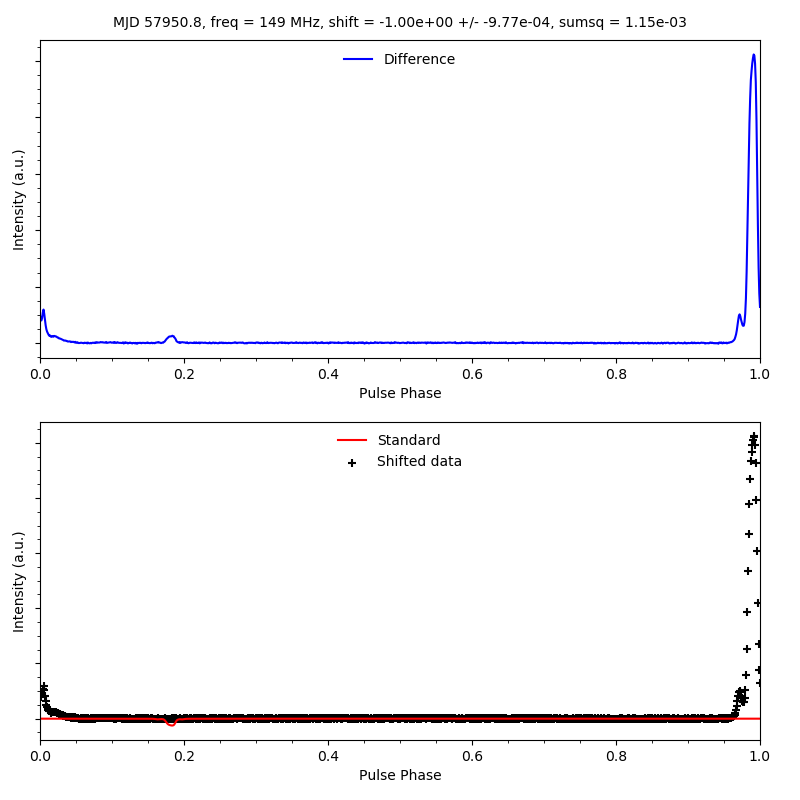 MJD 57950.8, freq = 149 MHz, shift = -1.00e+00 +/- -9.77e-04, sumsq = 1.15e-03
Difference
Intensity (a.u.)
0.0 0.2 0.4 0.6 0.8 1.0
Pulse Phase
Standard
Shifted data
Intensity (a.u.)
0.0 0.2 0.4 0.6 0.8 1.0
Pulse Phase